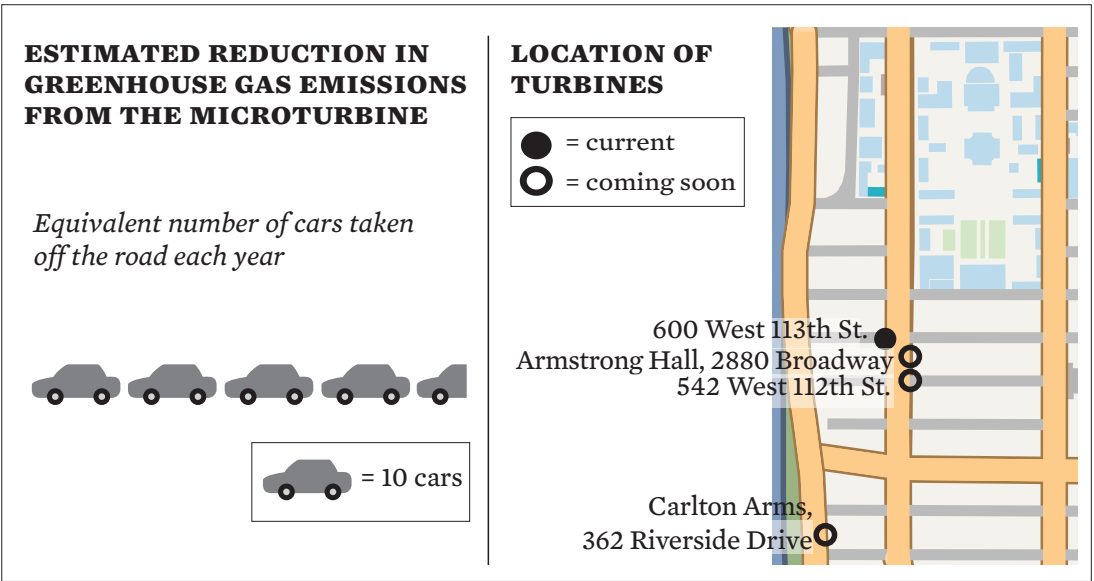 ESTIMATED REDUCTION IN
GREENHOUSE GAS EMISSIONS
FROM THE MICROTURBINE
Equivalent number of cars taken
off the road each year
= 10 cars
LOCATION OF
TURBINES
= current
= coming soon
600 West 113th St.
Armstrong Hall, 2880 Broadway
542 West 112th St.
Carlton Arms,
362 Riverside Drive